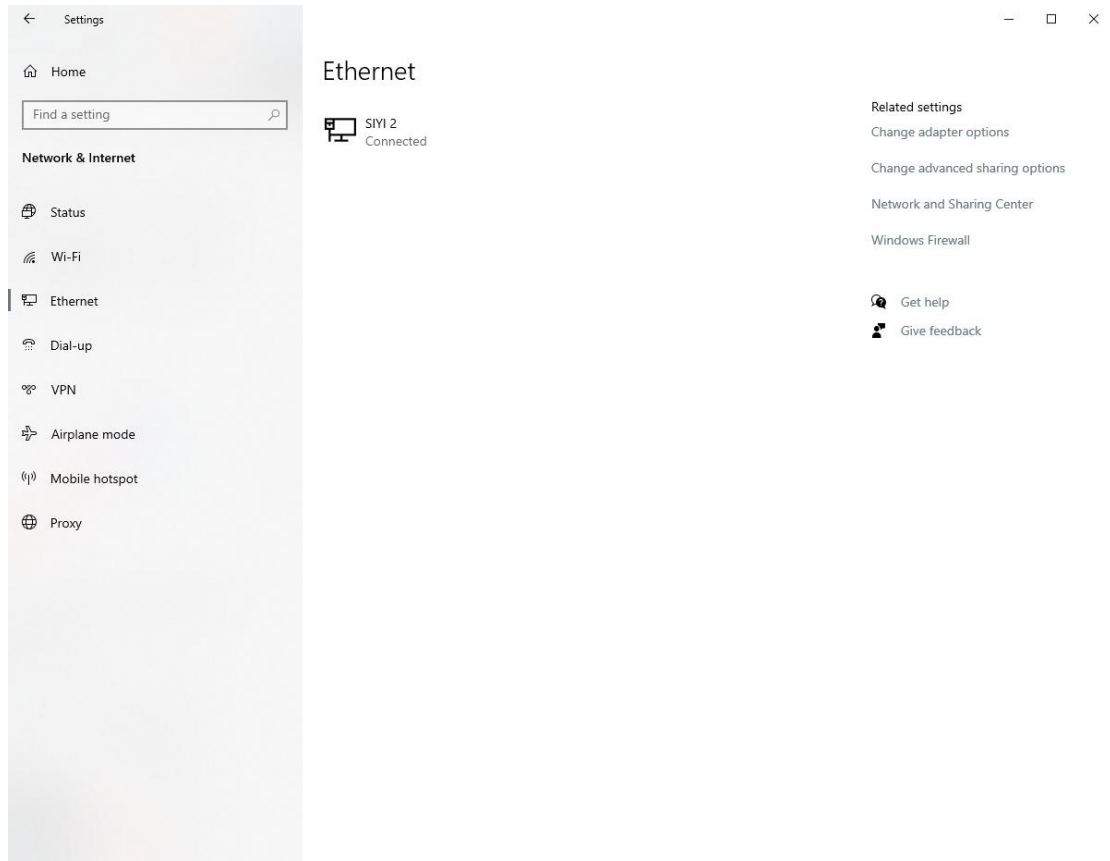 Settings
Home
Find a setting
Network & Internet
Status
Wi-Fi
Ethernet
Dial-up
VPN
Airplane mode
Mobile hotspot
Proxy
Ethernet
SIYI 2
Connected
Related settings
Change adapter options
Change advanced sharing options
Network and Sharing Center
Windows Firewall
Get help
Give feedback